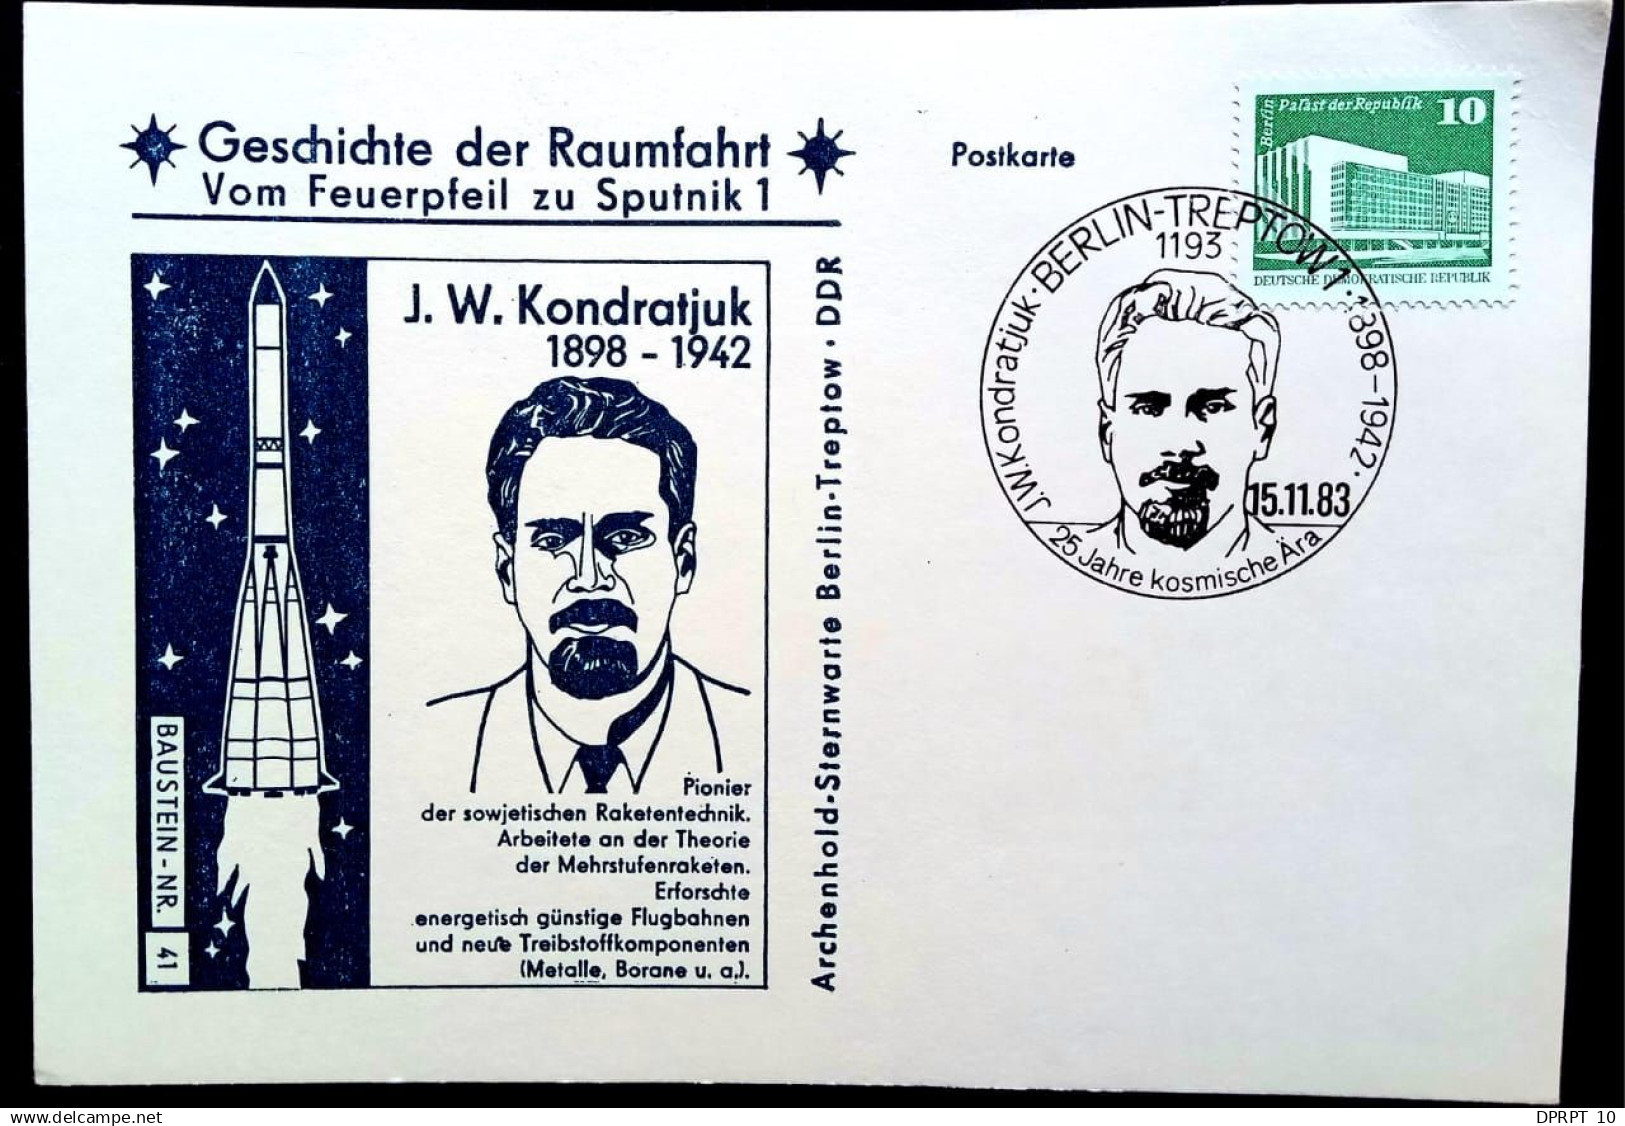 Geschichte der Raumfahrt
Vom Feuerpfeil zu Sputnik 1
J. W. Kondratjuk
1898 - 1942
Pionier
der sowjetischen Raketentechnik.
Arbeitete an der Theorie
der Mehrstufenraketen.
Erforschte
energetisch günstige Flugbahnen
und neue Treibstoffkomponenten
(Metalle, Borane u. a.).
BAUSTEIN-NR.
41
Archenhold-Sternwarte Berlin-Treptow · DDR
Postkarte
Berlin
Palast der Republik
10
DEUTSCHE DEMOKRATISCHE REPUBLIK
J.W.Kondratjuk · BERLIN-TREPTOW 1 · 1898-1942 ·
1193
15.11.83
25 Jahre kosmische Ära
DPRPT 10